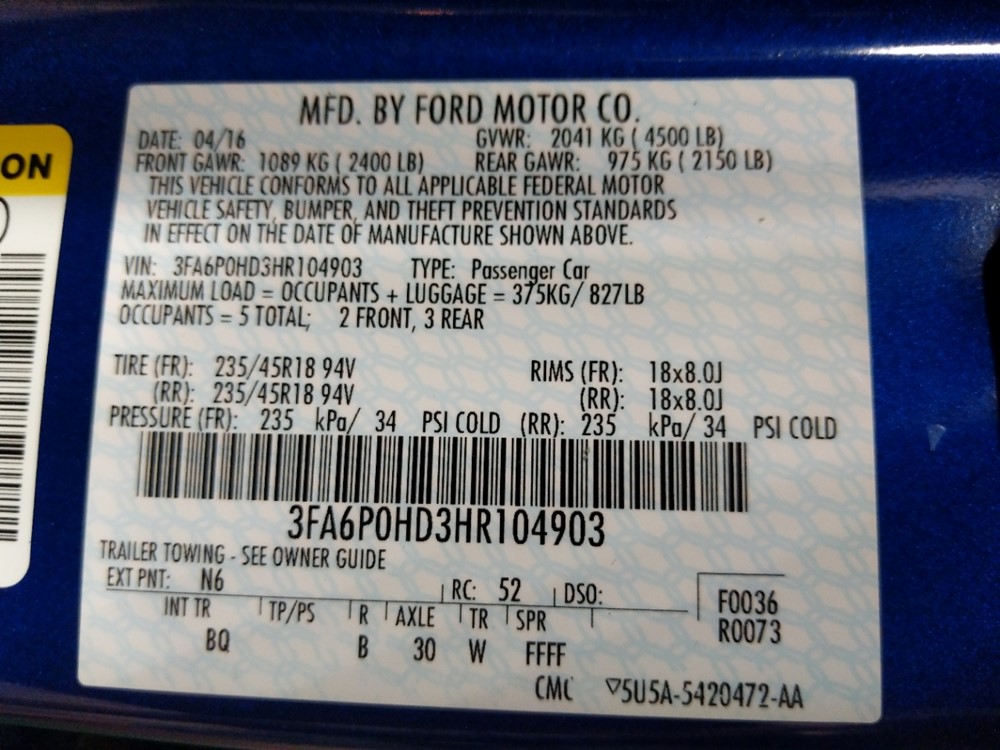 ON
MFD. BY FORD MOTOR CO.
DATE: 04/16 GVWR: 2041 KG ( 4500 LB)
FRONT GAWR: 1089 KG ( 2400 LB) REAR GAWR: 975 KG ( 2150 LB)
THIS VEHICLE CONFORMS TO ALL APPLICABLE FEDERAL MOTOR
VEHICLE SAFETY, BUMPER, AND THEFT PREVENTION STANDARDS
IN EFFECT ON THE DATE OF MANUFACTURE SHOWN ABOVE.
VIN: 3FA6P0HD3HR104903 TYPE: Passenger Car
MAXIMUM LOAD = OCCUPANTS + LUGGAGE = 375KG/ 827LB
OCCUPANTS = 5 TOTAL; 2 FRONT, 3 REAR
TIRE (FR): 235/45R18 94V RIMS (FR): 18x8.0J
(RR): 235/45R18 94V (RR): 18x8.0J
PRESSURE (FR): 235 kPa/ 34 PSI COLD (RR): 235 kPa/ 34 PSI COLD
3FA6P0HD3HR104903
TRAILER TOWING - SEE OWNER GUIDE
EXT PNT: N6 RC: 52 DSO:
INT TR TP/PS R AXLE TR SPR
BQ B 30 W FFFF
F0036
R0073
CMC ▽5U5A-5420472-AA